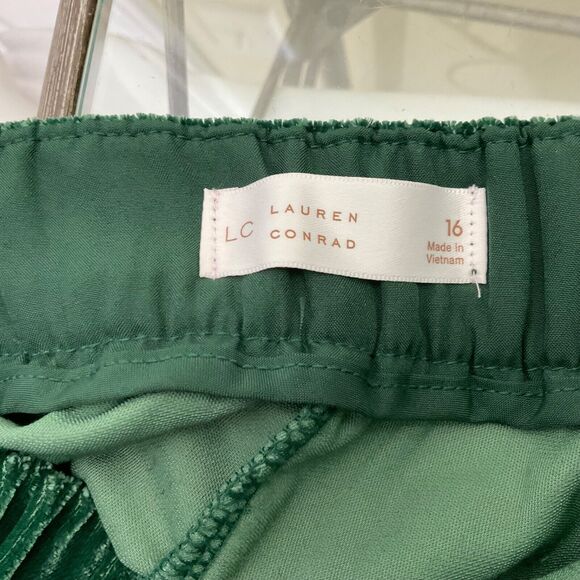 LC LAUREN CONRAD
16
Made in
Vietnam